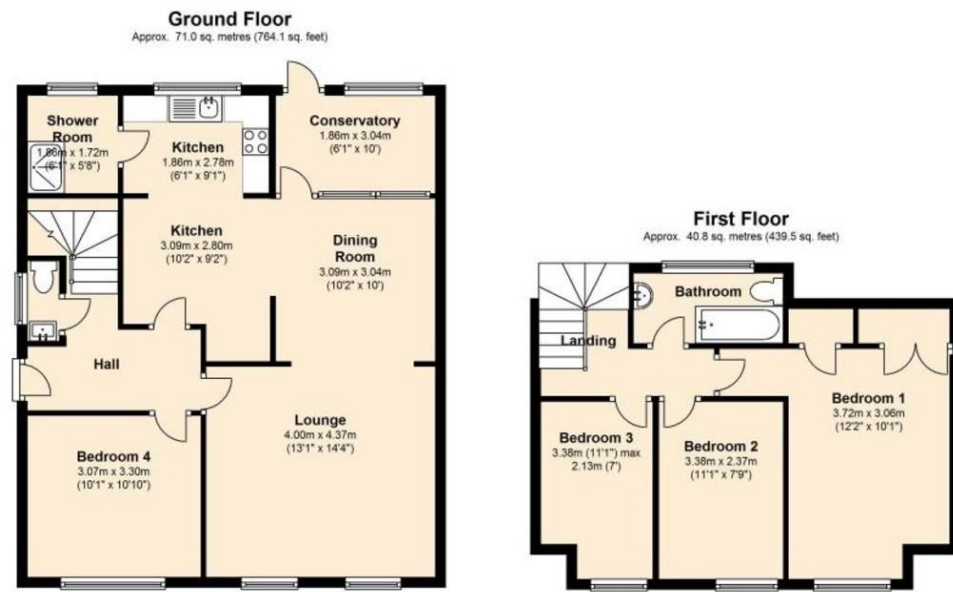 Ground Floor
Approx. 71.0 sq. metres (764.1 sq. feet)
Shower
Room
1.86m x 1.72m
(6'1" x 5'8")
Kitchen
1.86m x 2.78m
(6'1" x 9'1")
Conservatory
1.86m x 3.04m
(6'1" x 10')
Kitchen
3.09m x 2.80m
(10'2" x 9'2")
Dining
Room
3.09m x 3.04m
(10'2" x 10')
Hall
Lounge
4.00m x 4.37m
(13'1" x 14'4")
Bedroom 4
3.07m x 3.30m
(10'1" x 10'10")
First Floor
Approx. 40.8 sq. metres (439.5 sq. feet)
Bathroom
Landing
Bedroom 1
3.72m x 3.06m
(12'2" x 10'1")
Bedroom 3
3.38m (11'1") max
2.13m (7')
Bedroom 2
3.38m x 2.37m
(11'1" x 7'9")